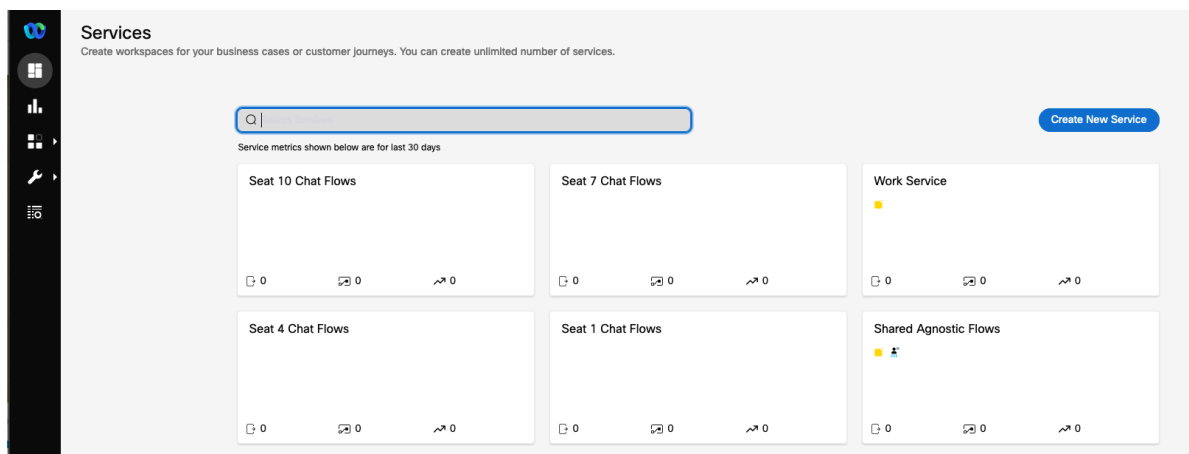 Services
Create workspaces for your business cases or customer journeys. You can create unlimited number of services.
Create New Service
Service metrics shown below are for last 30 days
Seat 10 Chat Flows
Seat 7 Chat Flows
Work Service
0 0 0
0 0 0
0 0 0
Seat 4 Chat Flows
Seat 1 Chat Flows
Shared Agnostic Flows
0 0 0
0 0 0
0 0 0